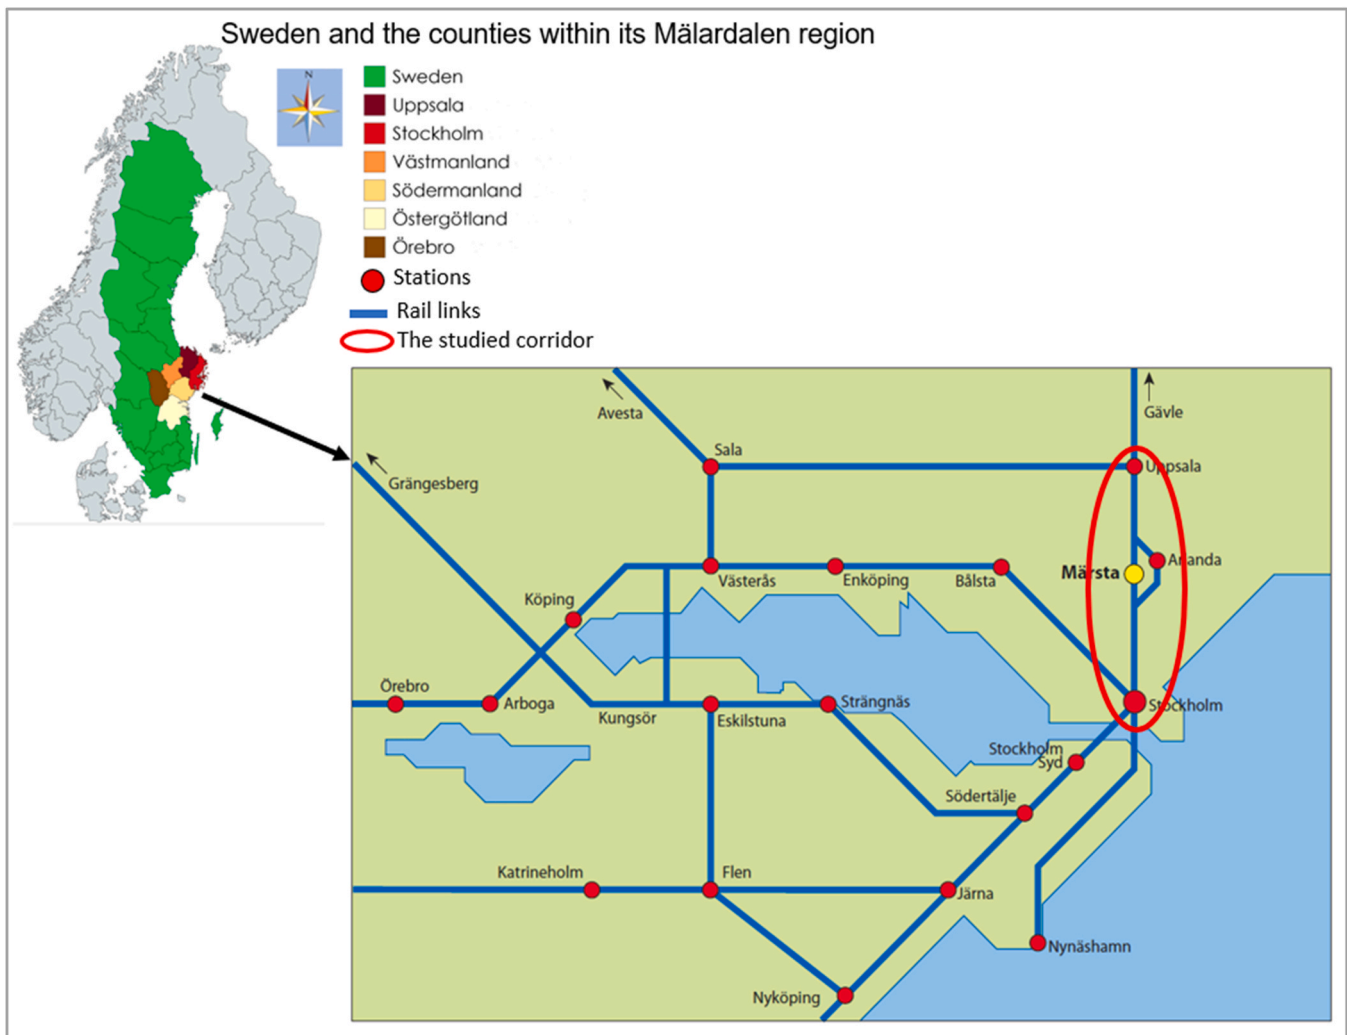 Sweden and the counties within its Mälardalen region
N
Sweden
Uppsala
Stockholm
Västmanland
Södermanland
Östergötland
Örebro
Stations
Rail links
The studied corridor
Avesta
Gävle
Sala
Uppsala
Grängesberg
Ananda
Märsta
Västerås
Enköping
Bålsta
Köping
Örebro
Arboga
Kungsör
Eskilstuna
Strängnäs
Stockholm
Stockholm
Syd
Södertälje
Katrineholm
Flen
Järna
Nynäshamn
Nyköping